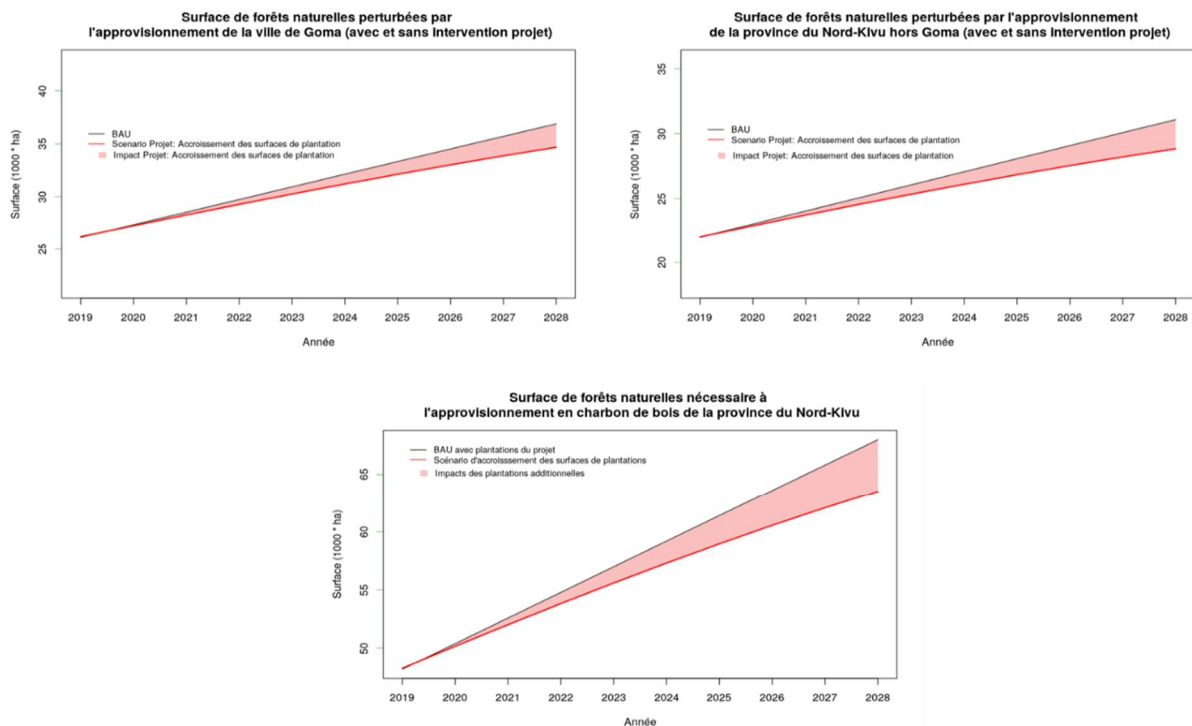 Surface de forêts naturelles perturbées par
l'approvisionnement de la ville de Goma (avec et sans Intervention projet)
40
35
30
25
Surface (1000 * ha)
BAU
Scenario Projet: Accroissement des surfaces de plantation
Impact Projet: Accroissement des surfaces de plantation
2019 2020 2021 2022 2023 2024 2025 2026 2027 2028
Année
Surface de forêts naturelles perturbées par l'approvisionnement
de la province du Nord-Kivu hors Goma (avec et sans Intervention projet)
35
30
25
20
Surface (1000 * ha)
BAU
Scenario Projet: Accroissement des surfaces de plantation
Impact Projet: Accroissement des surfaces de plantation
2019 2020 2021 2022 2023 2024 2025 2026 2027 2028
Année
Surface de forêts naturelles nécessaire à
l'approvisionnement en charbon de bois de la province du Nord-Kivu
65
60
55
50
Surface (1000 * ha)
BAU avec plantations du projet
Scénario d'accroisssement des surfaces de plantations
Impacts des plantations additionnelles
2019 2020 2021 2022 2023 2024 2025 2026 2027 2028
Année